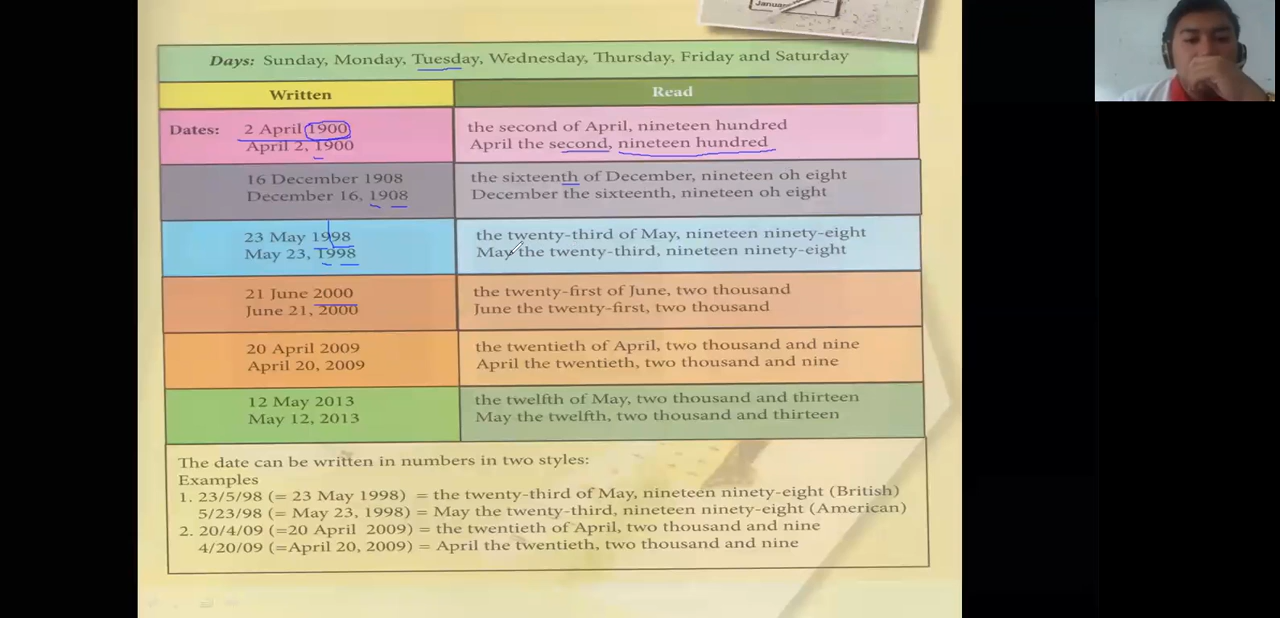 Janua
Days: Sunday, Monday, Tuesday, Wednesday, Thursday, Friday and Saturday
Written Read
Dates: 2 April 1900 the second of April, nineteen hundred
April 2, 1900 April the second, nineteen hundred
16 December 1908 the sixteenth of December, nineteen oh eight
December 16, 1908 December the sixteenth, nineteen oh eight
23 May 1998 the twenty-third of May, nineteen ninety-eight
May 23, 1998 May the twenty-third, nineteen ninety-eight
21 June 2000 the twenty-first of June, two thousand
June 21, 2000 June the twenty-first, two thousand
20 April 2009 the twentieth of April, two thousand and nine
April 20, 2009 April the twentieth, two thousand and nine
12 May 2013 the twelfth of May, two thousand and thirteen
May 12, 2013 May the twelfth, two thousand and thirteen
The date can be written in numbers in two styles:
Examples
1. 23/5/98 (= 23 May 1998) = the twenty-third of May, nineteen ninety-eight (British)
5/23/98 (= May 23, 1998) = May the twenty-third, nineteen ninety-eight (American)
2. 20/4/09 (=20 April 2009) = the twentieth of April, two thousand and nine
4/20/09 (=April 20, 2009) = April the twentieth, two thousand and nine